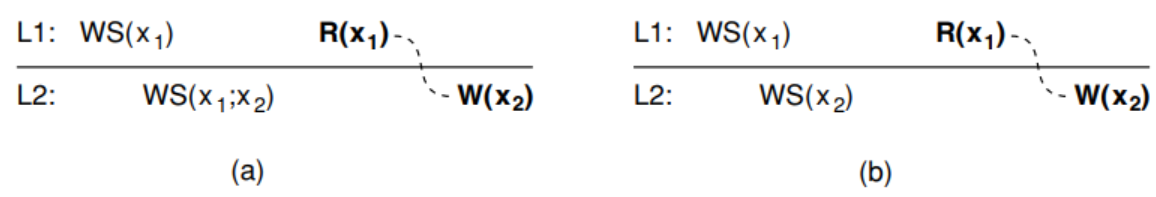 L1: WS(x₁) R(x₁)
L2: WS(x₁;x₂) W(x₂)
(a)
L1: WS(x₁) R(x₁)
L2: WS(x₂) W(x₂)
(b)